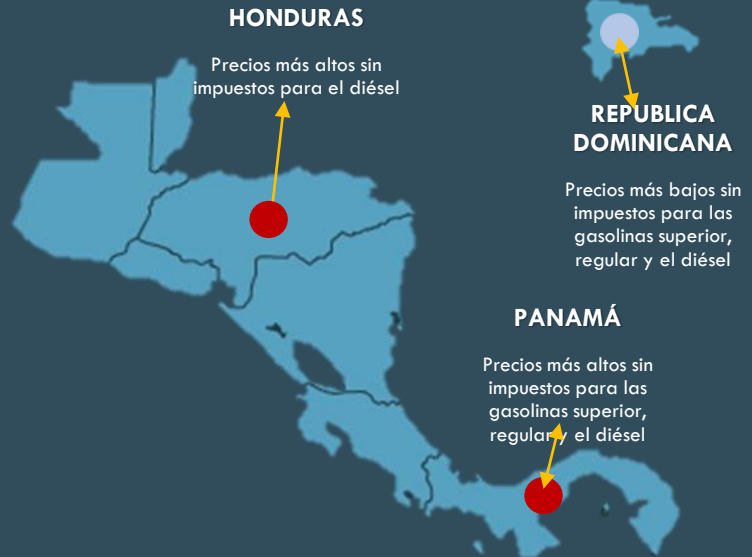 HONDURAS
Precios más altos sin
impuestos para el diésel
REPUBLICA
DOMINICANA
Precios más bajos sin
impuestos para las
gasolinas superior,
regular y el diésel
PANAMÁ
Precios más altos sin
impuestos para las
gasolinas superior,
regular y el diésel